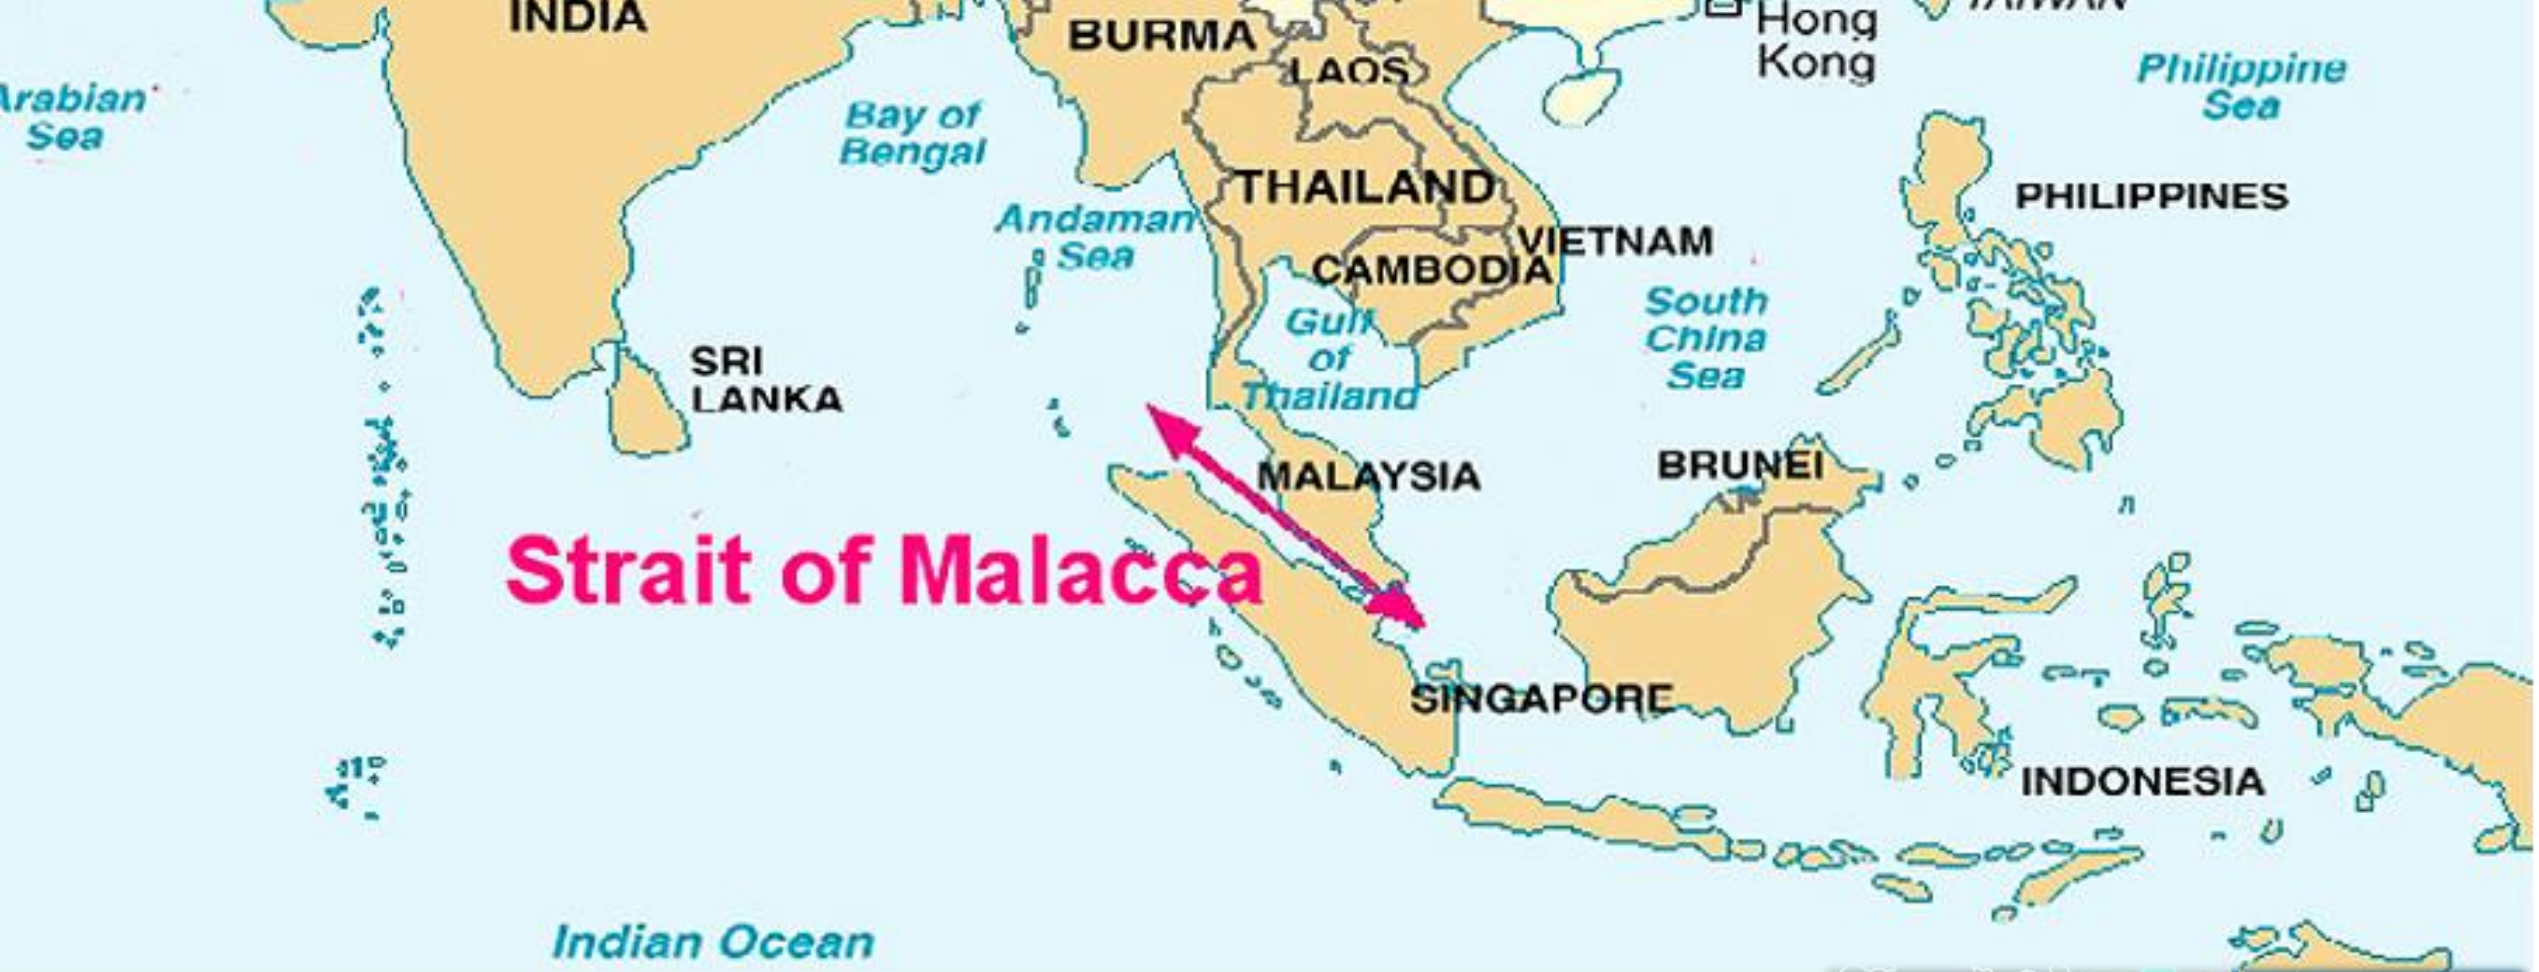 INDIA
BURMA
LAOS
Hong
Kong
TAIWAN
Philippine
Sea
Arabian
Sea
Bay of
Bengal
THAILAND
PHILIPPINES
Andaman
Sea
VIETNAM
CAMBODIA
Gulf
of
Thailand
South
China
Sea
SRI
LANKA
MALAYSIA
BRUNEI
Strait of Malacca
SINGAPORE
INDONESIA
Indian Ocean